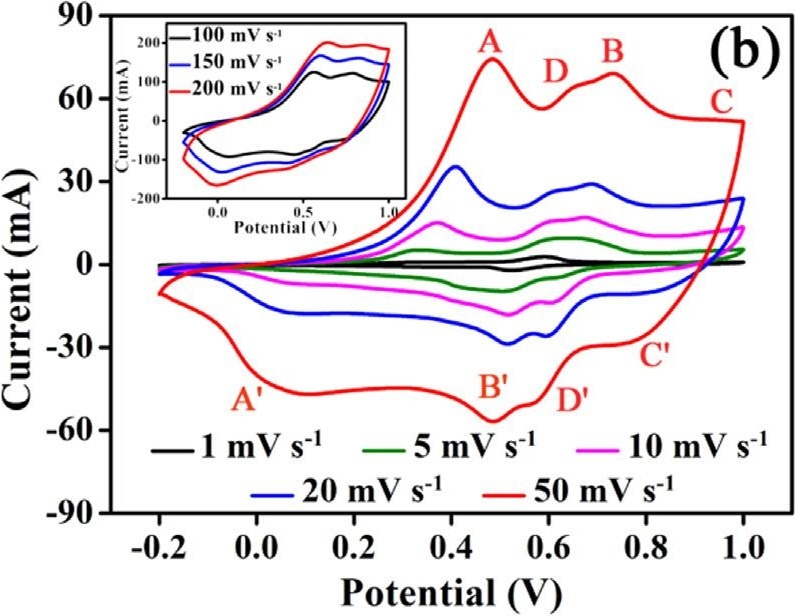 (b)
100 mV s⁻¹
150 mV s⁻¹
200 mV s⁻¹
200
100
0
-100
-200
Current (mA)
0.0 0.5 1.0
Potential (V)
A
D B
C
A'
B'
D'
C'
90
60
30
0
-30
-60
-90
Current (mA)
1 mV s⁻¹ 5 mV s⁻¹ 10 mV s⁻¹
20 mV s⁻¹ 50 mV s⁻¹
-0.2 0.0 0.2 0.4 0.6 0.8 1.0
Potential (V)